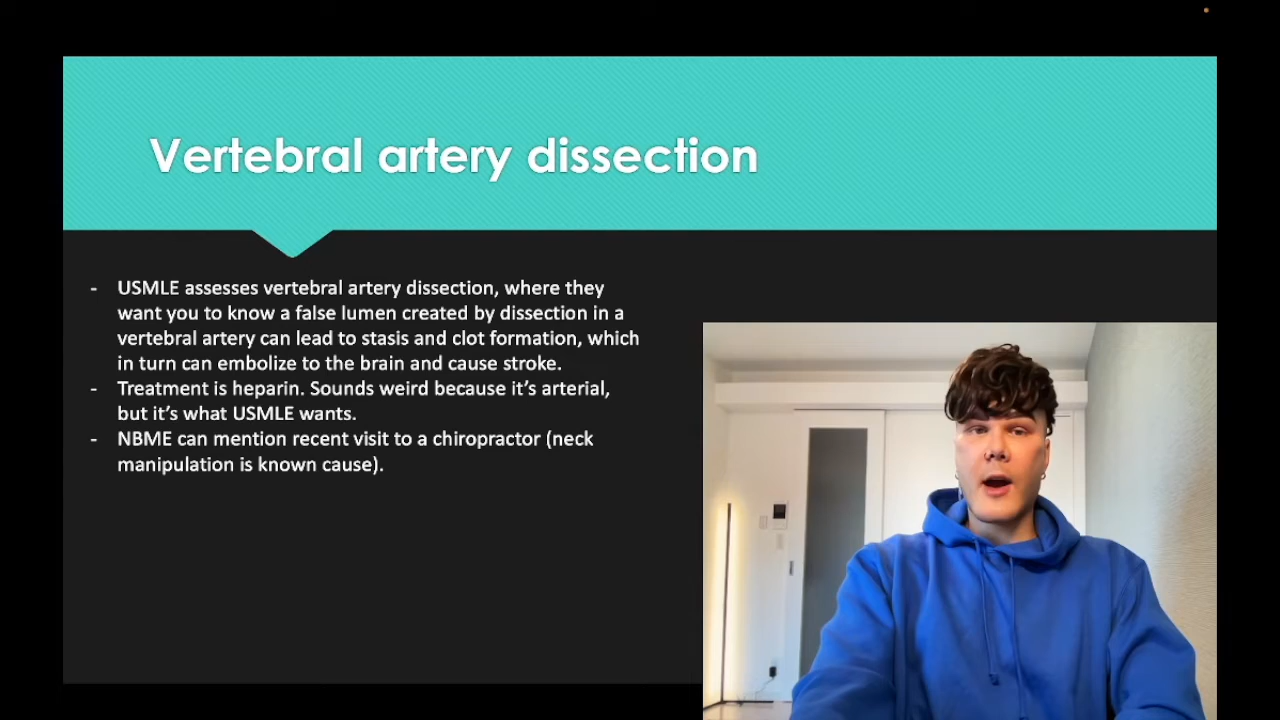 Vertebral artery dissection
- USMLE assesses vertebral artery dissection, where they
want you to know a false lumen created by dissection in a
vertebral artery can lead to stasis and clot formation, which
in turn can embolize to the brain and cause stroke.
- Treatment is heparin. Sounds weird because it’s arterial,
but it’s what USMLE wants.
- NBME can mention recent visit to a chiropractor (neck
manipulation is known cause).